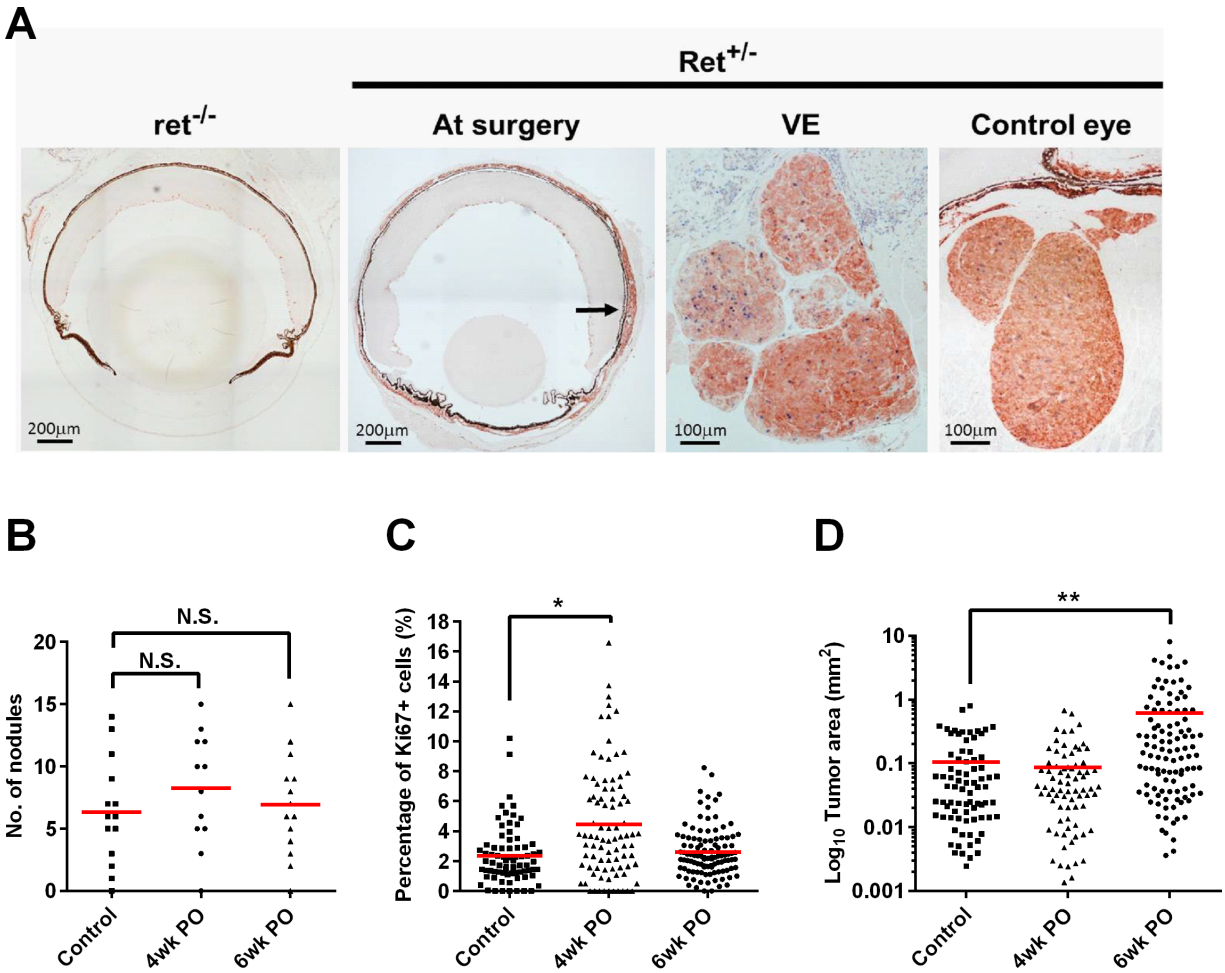 A
Ret+/-
ret-/-
At surgery
VE
Control eye
200µm
200µm
100µm
100µm
B
No. of nodules
20
15
10
5
0
N.S.
N.S.
Control
4wk PO
6wk PO
C
Percentage of Ki67+ cells (%)
18
16
14
12
10
8
6
4
2
0
*
Control
4wk PO
6wk PO
D
Log10 Tumor area (mm2)
10
1
0.1
0.01
0.001
**
Control
4wk PO
6wk PO